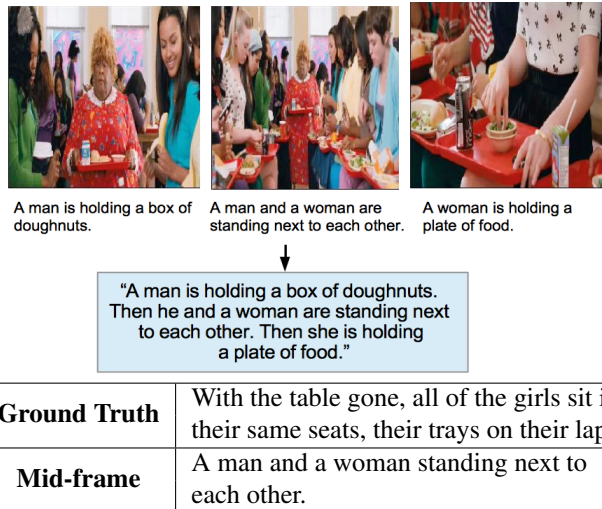 A man is holding a box of
doughnuts.
A man and a woman are
standing next to each other.
A woman is holding a
plate of food.
“A man is holding a box of doughnuts.
Then he and a woman are standing next
to each other. Then she is holding
a plate of food.”
Ground Truth
With the table gone, all of the girls sit i
their same seats, their trays on their lap
Mid-frame
A man and a woman standing next to
each other.